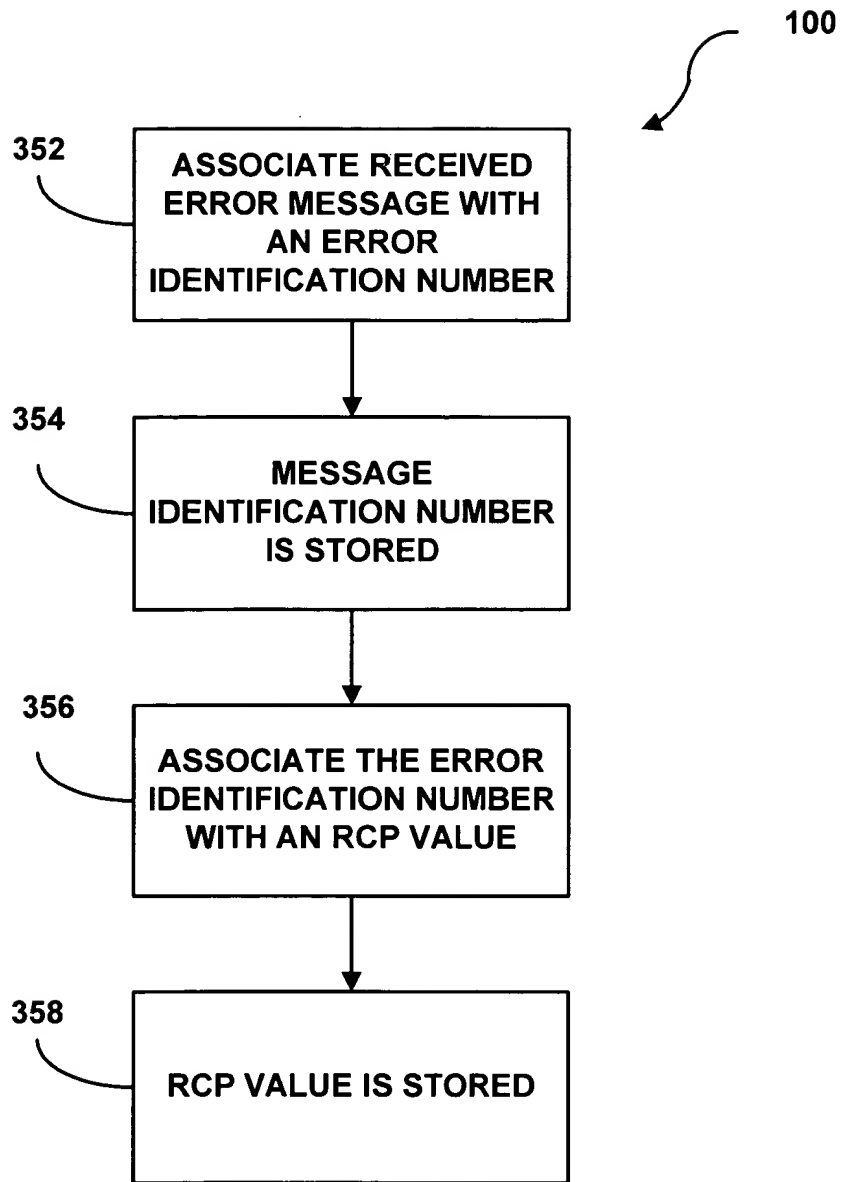 100
352
ASSOCIATE RECEIVED
ERROR MESSAGE WITH
AN ERROR
IDENTIFICATION NUMBER
354
MESSAGE
IDENTIFICATION NUMBER
IS STORED
356
ASSOCIATE THE ERROR
IDENTIFICATION NUMBER
WITH AN RCP VALUE
358
RCP VALUE IS STORED